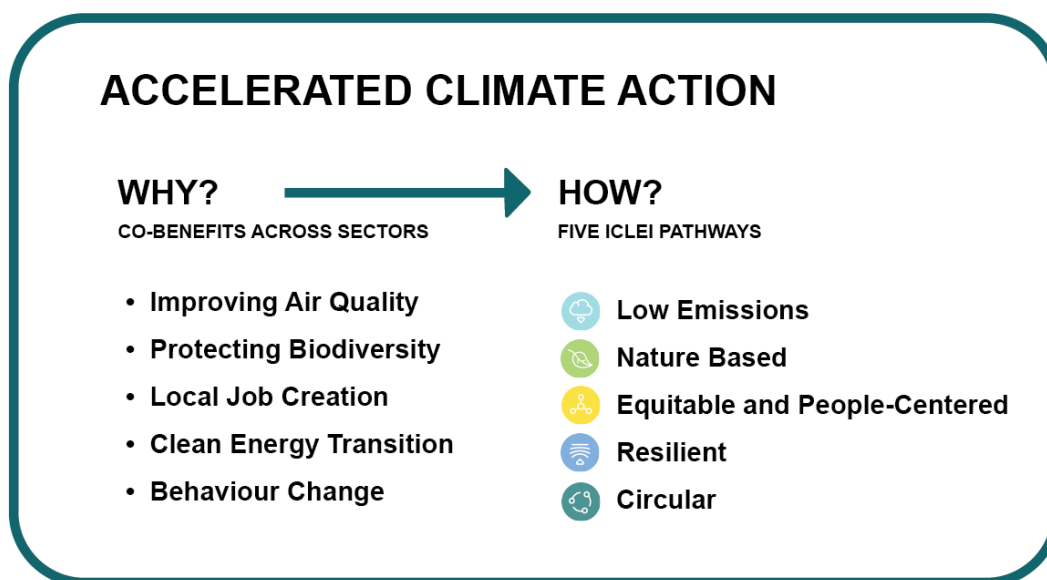 ACCELERATED CLIMATE ACTION
WHY?
CO-BENEFITS ACROSS SECTORS
• Improving Air Quality
• Protecting Biodiversity
• Local Job Creation
• Clean Energy Transition
• Behaviour Change
HOW?
FIVE ICLEI PATHWAYS
Low Emissions
Nature Based
Equitable and People-Centered
Resilient
Circular